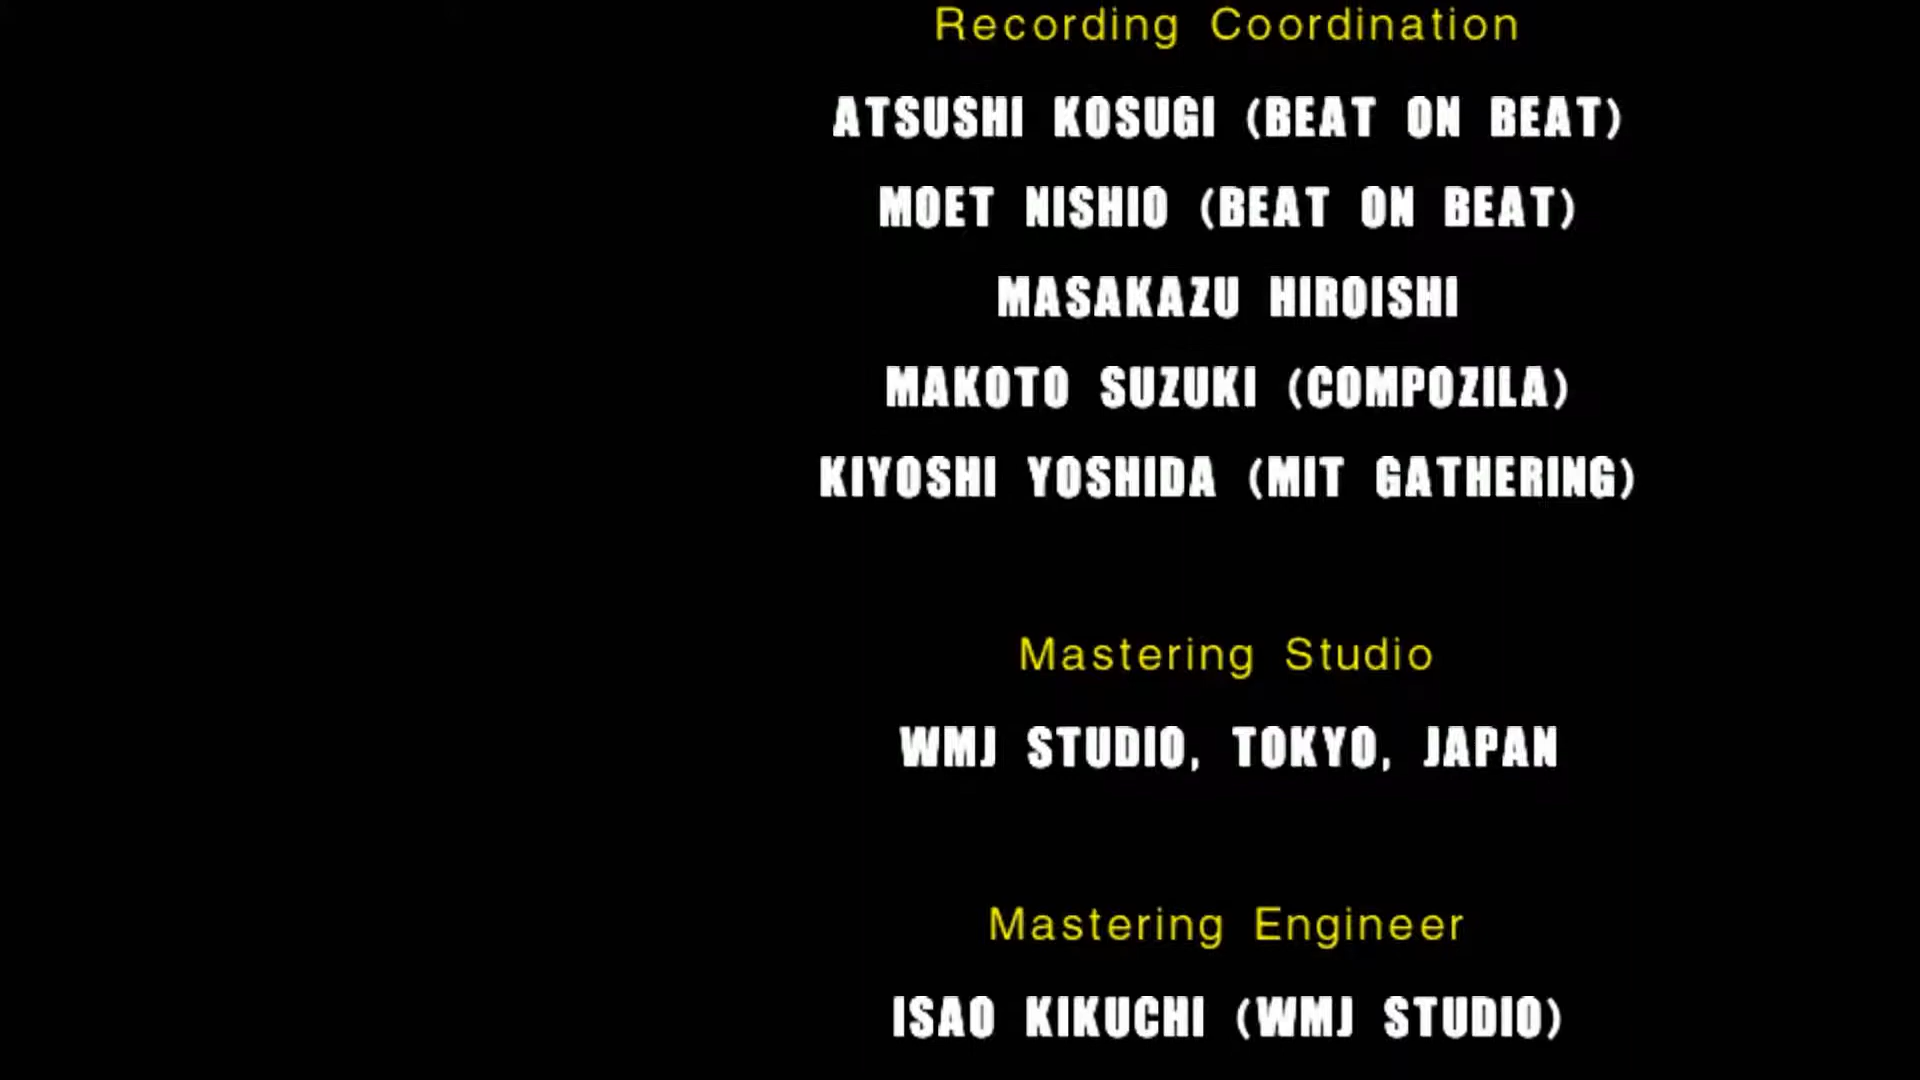 Recording Coordination
ATSUSHI KOSUGI (BEAT ON BEAT)
MOET NISHIO (BEAT ON BEAT)
MASAKAZU HIROISHI
MAKOTO SUZUKI (COMPOZILA)
KIYOSHI YOSHIDA (MIT GATHERING)
Mastering Studio
WMJ STUDIO, TOKYO, JAPAN
Mastering Engineer
ISAO KIKUCHI (WMJ STUDIO)